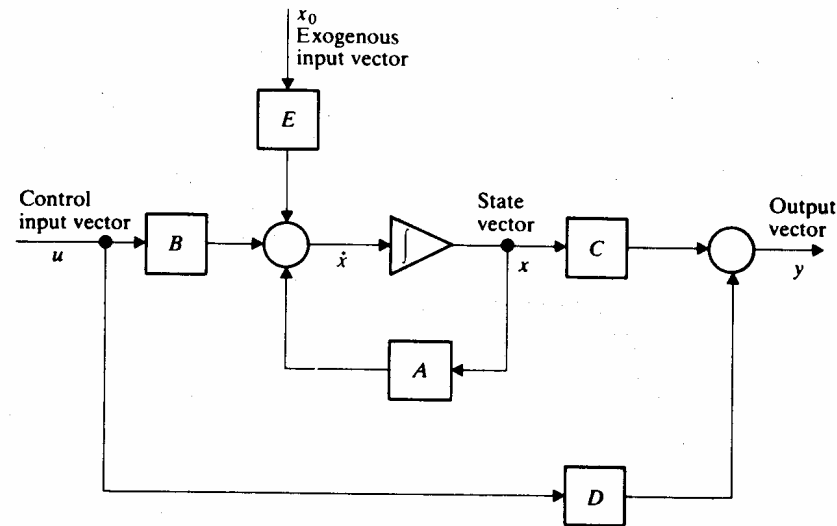 x₀
Exogenous
input vector
E
Control
input vector
u
B
ẋ
∫
State
vector
x
C
Output
vector
y
A
D